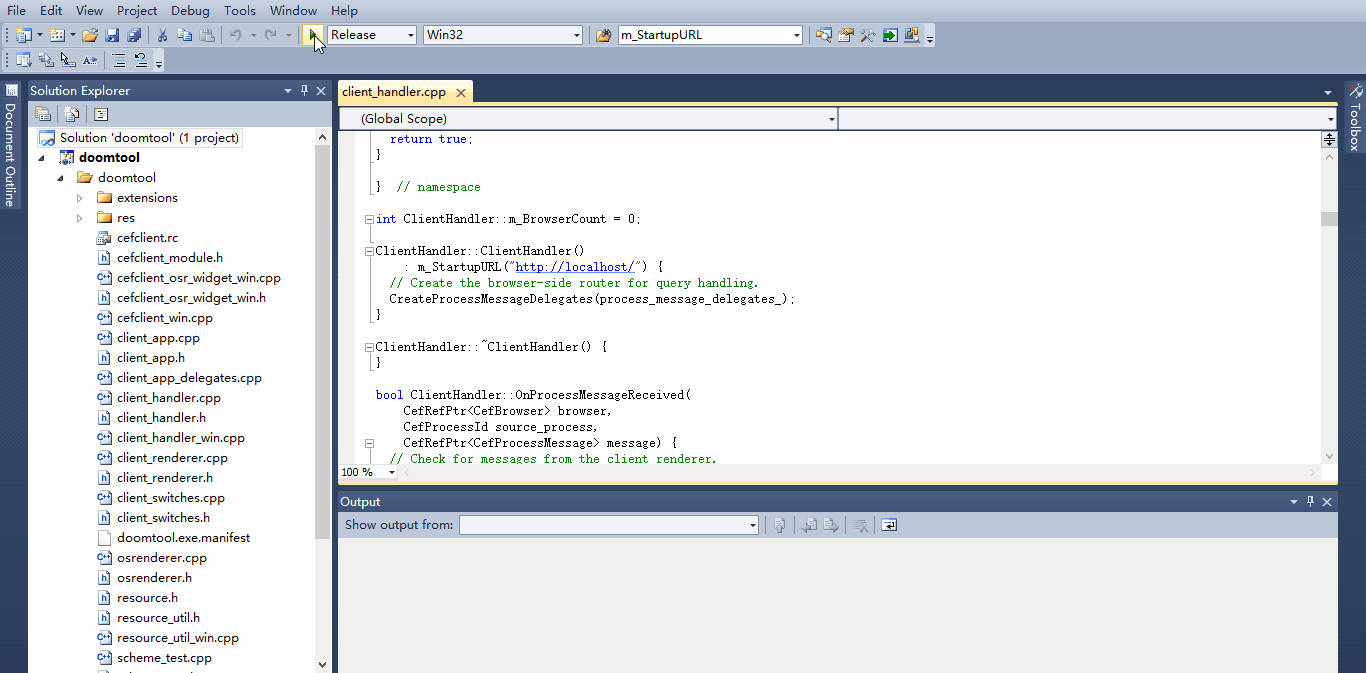 File Edit View Project Debug Tools Window Help
Release Win32 m_StartupURL
Document Outline
Solution Explorer
Solution 'doomtool' (1 project)
doomtool
doomtool
extensions
res
cefclient.rc
cefclient_module.h
cefclient_osr_widget_win.cpp
cefclient_osr_widget_win.h
cefclient_win.cpp
client_app.cpp
client_app.h
client_app_delegates.cpp
client_handler.cpp
client_handler.h
client_handler_win.cpp
client_renderer.cpp
client_renderer.h
client_switches.cpp
client_switches.h
doomtool.exe.manifest
osrenderer.cpp
osrenderer.h
resource.h
resource_util.h
resource_util_win.cpp
scheme_test.cpp
client_handler.cpp
(Global Scope)
return true;
}
} // namespace
int ClientHandler::m_BrowserCount = 0;
ClientHandler::ClientHandler()
: m_StartupURL("http://localhost/") {
// Create the browser-side router for query handling.
CreateProcessMessageDelegates(process_message_delegates_);
}
ClientHandler::~ClientHandler() {
}
bool ClientHandler::OnProcessMessageReceived(
CefRefPtr<CefBrowser> browser,
CefProcessId source_process,
CefRefPtr<CefProcessMessage> message) {
// Check for messages from the client renderer.
100 %
Output
Show output from:
Toolbox